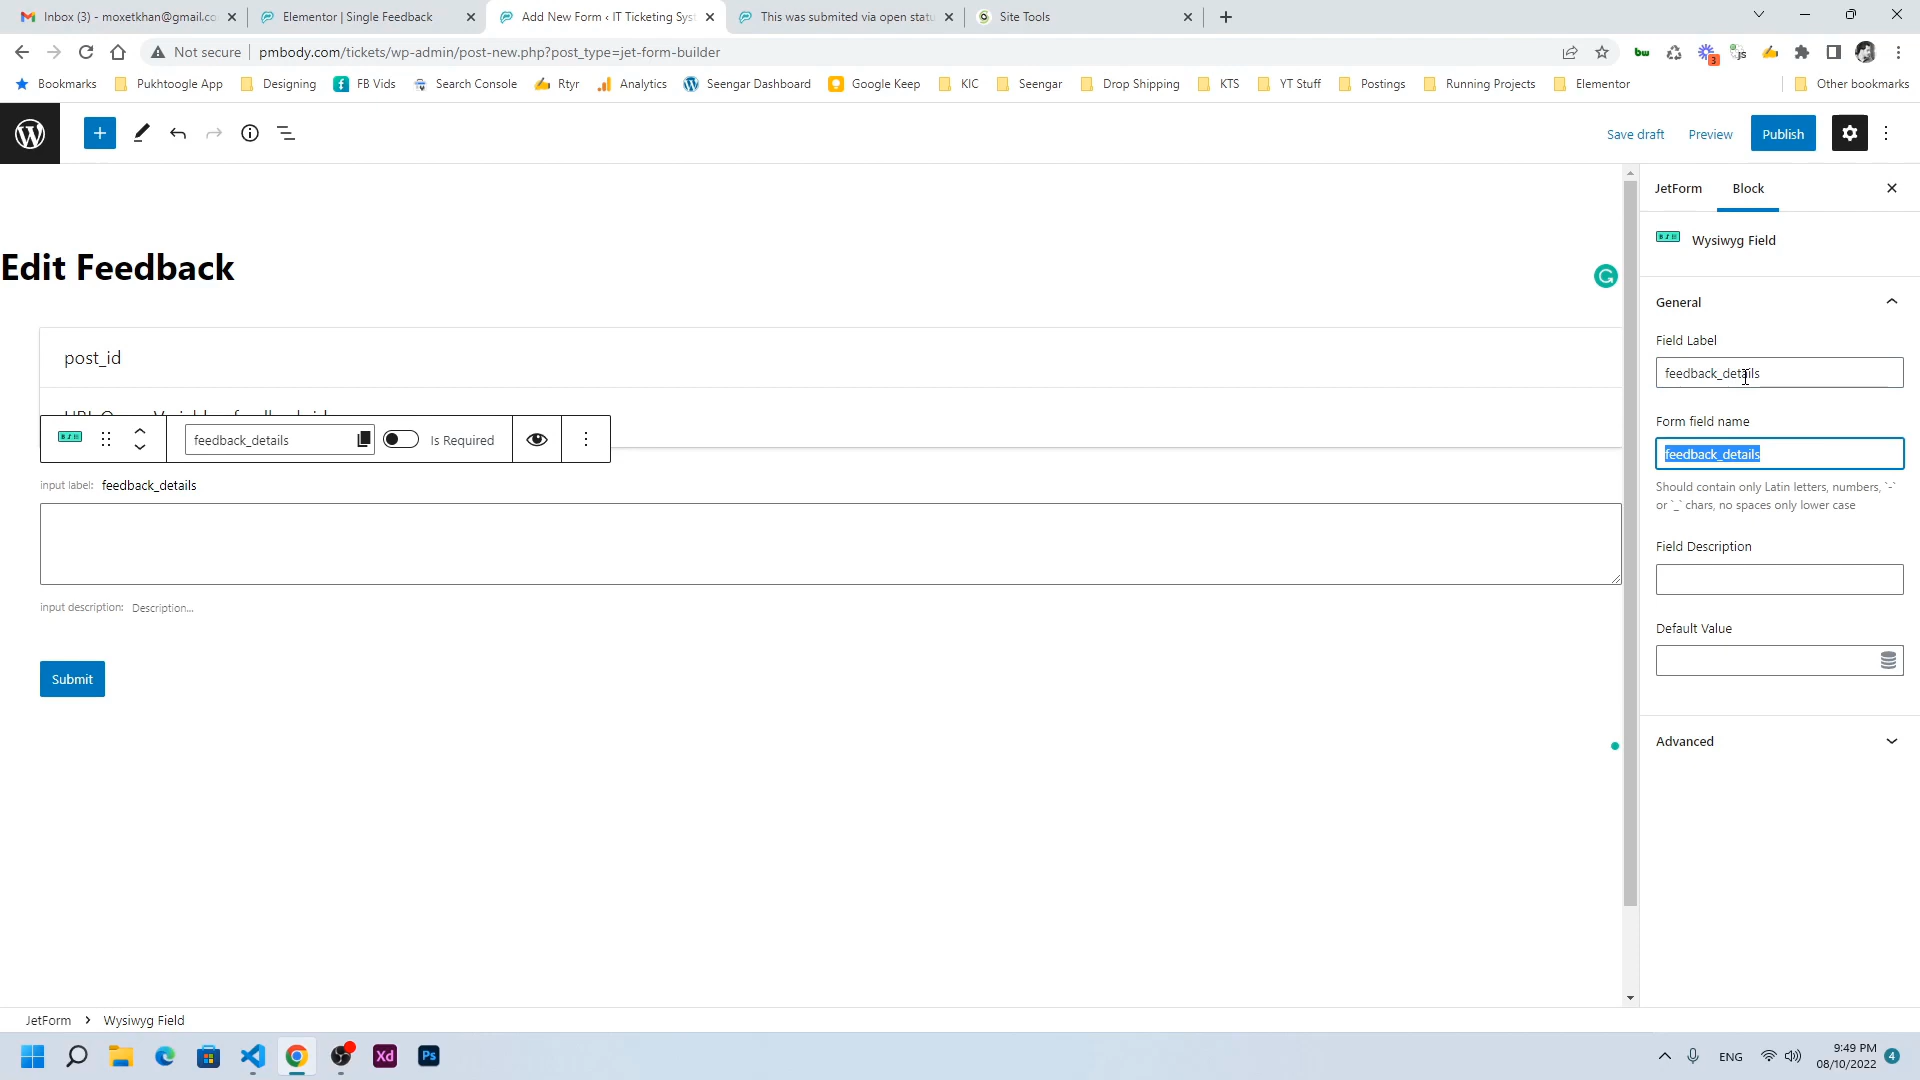 Inbox (3) - moxetkhan@gmail.co
Elementor | Single Feedback
Add New Form ‹ IT Ticketing Syst
This was submited via open statu
Site Tools
Not secure
pmbody.com/tickets/wp-admin/post-new.php?post_type=jet-form-builder
3
Bookmarks
Pukhtoogle App
Designing
FB Vids
Search Console
Rtyr
Analytics
Seengar Dashboard
Google Keep
KIC
Seengar
Drop Shipping
KTS
YT Stuff
Postings
Running Projects
Elementor
Other bookmarks
Save draft
Preview
Publish
JetForm
Block
Edit Feedback
Wysiwyg Field
General
post_id
Field Label
feedback_details
Form field name
feedback_details
Is Required
feedback_details
Should contain only Latin letters, numbers, `-`
or `_` chars, no spaces only lower case
input label: feedback_details
Field Description
input description: Description...
Default Value
Submit
Advanced
JetForm
Wysiwyg Field
Xd
Ps
ENG
9:49 PM
08/10/2022
4